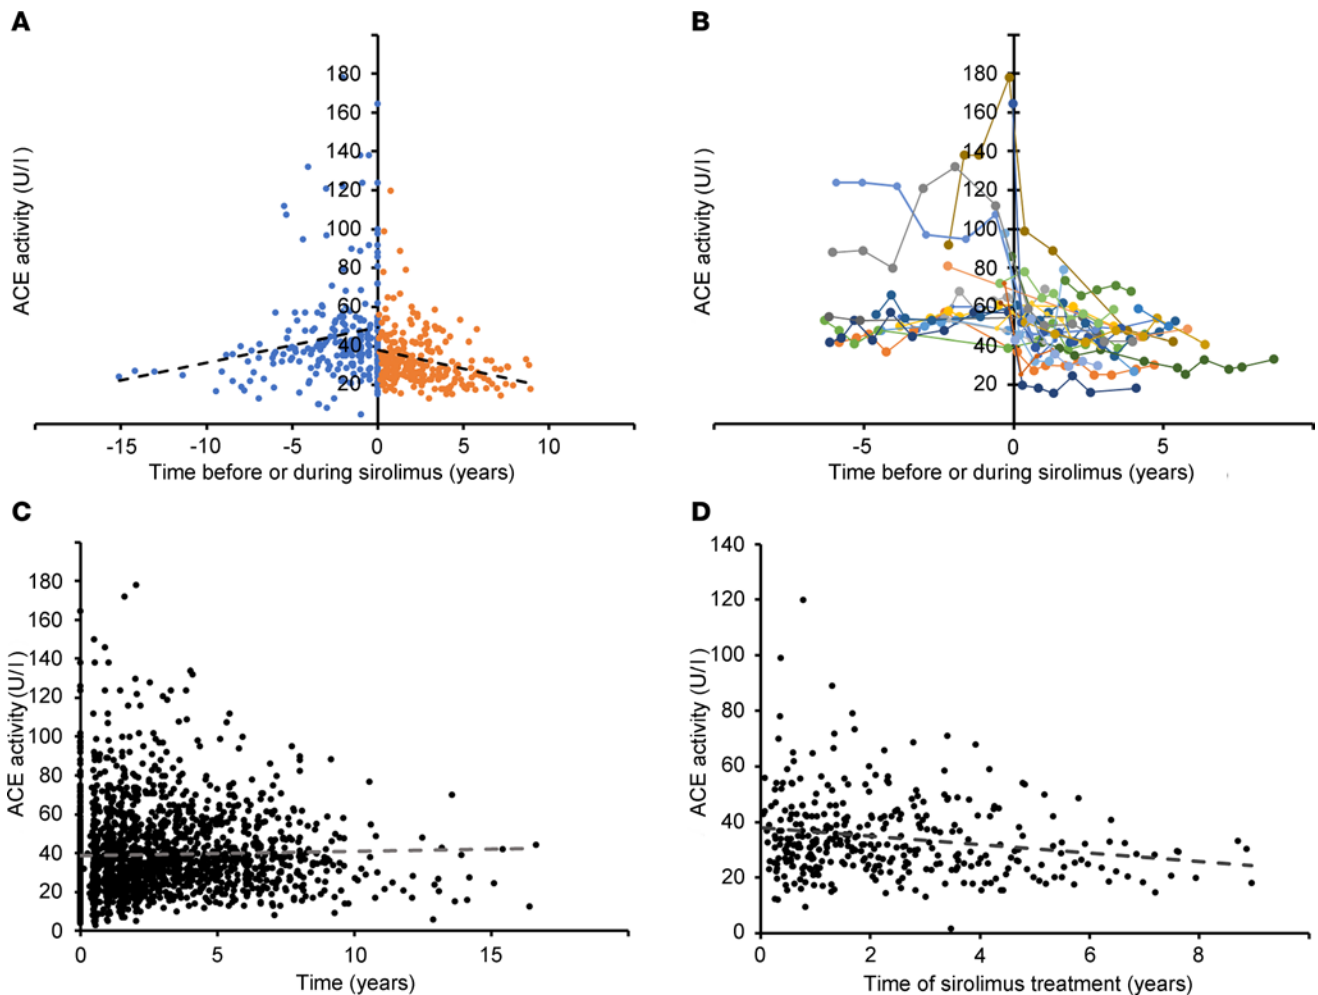 A
ACE activity (U/l)
180
160
140
120
100
80
60
40
20
-15 -10 -5 0 5 10
Time before or during sirolimus (years)
B
ACE activity (U/l)
180
160
140
120
100
80
60
40
20
-5 0 5
Time before or during sirolimus (years)
C
ACE activity (U/l)
180
160
140
120
100
80
60
40
20
0
0 5 10 15
Time (years)
D
ACE activity (U/l)
140
120
100
80
60
40
20
0
0 2 4 6 8
Time of sirolimus treatment (years)